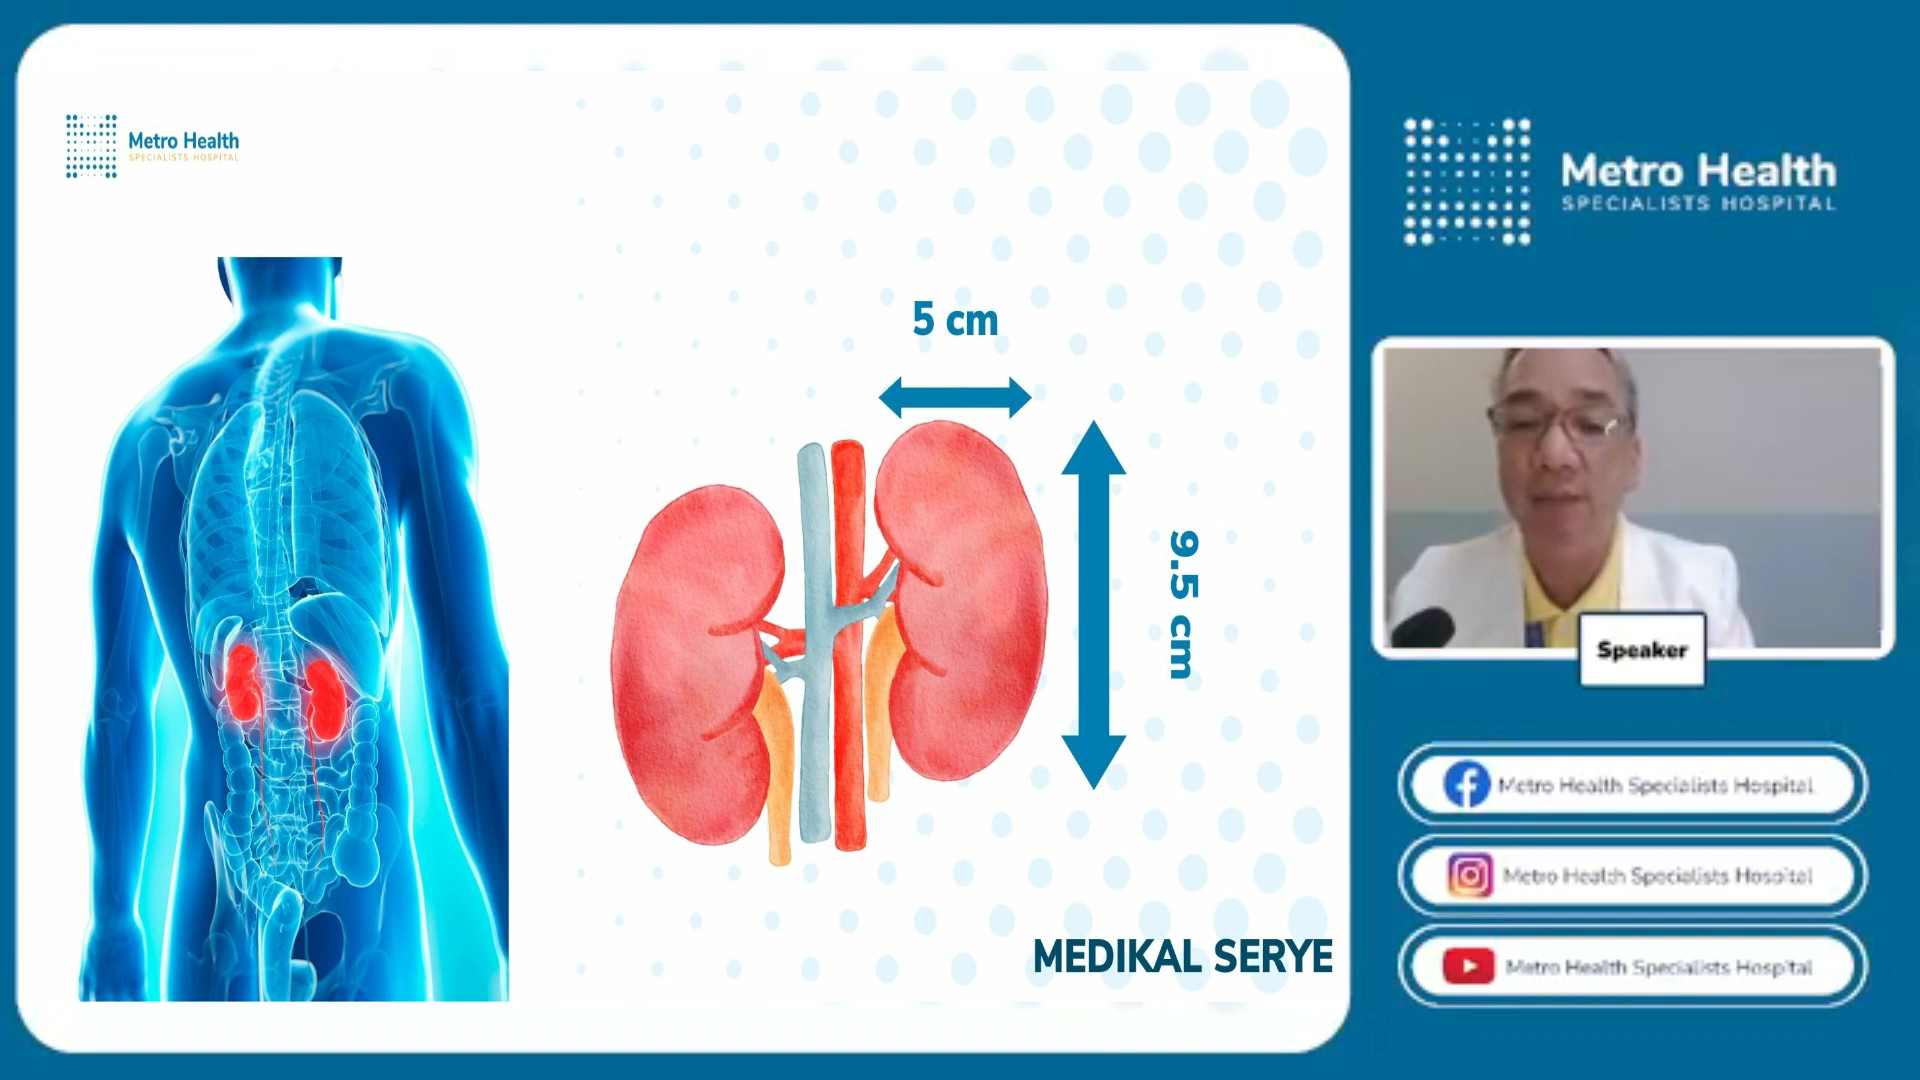 Metro Health
SPECIALISTS HOSPITAL
5 cm
9.5 cm
MEDIKAL SERYE
Metro Health
SPECIALISTS HOSPITAL
Speaker
Metro Health Specialists Hospital
Metro Health Specialists Hospital
Metro Health Specialists Hospital